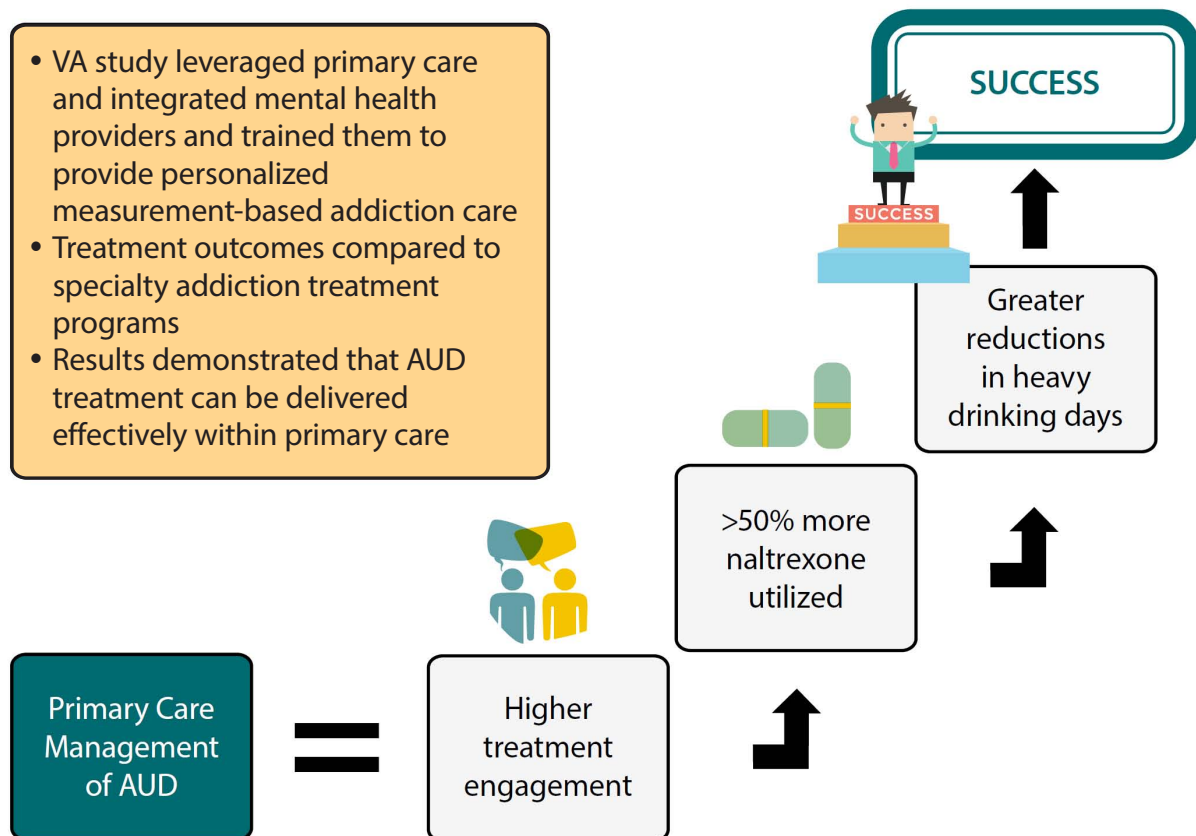 • VA study leveraged primary care
and integrated mental health
providers and trained them to
provide personalized
measurement-based addiction care
• Treatment outcomes compared to
specialty addiction treatment
programs
• Results demonstrated that AUD
treatment can be delivered
effectively within primary care
Primary Care
Management
of AUD
=
Higher
treatment
engagement
>50% more
naltrexone
utilized
Greater
reductions
in heavy
drinking days
SUCCESS
SUCCESS